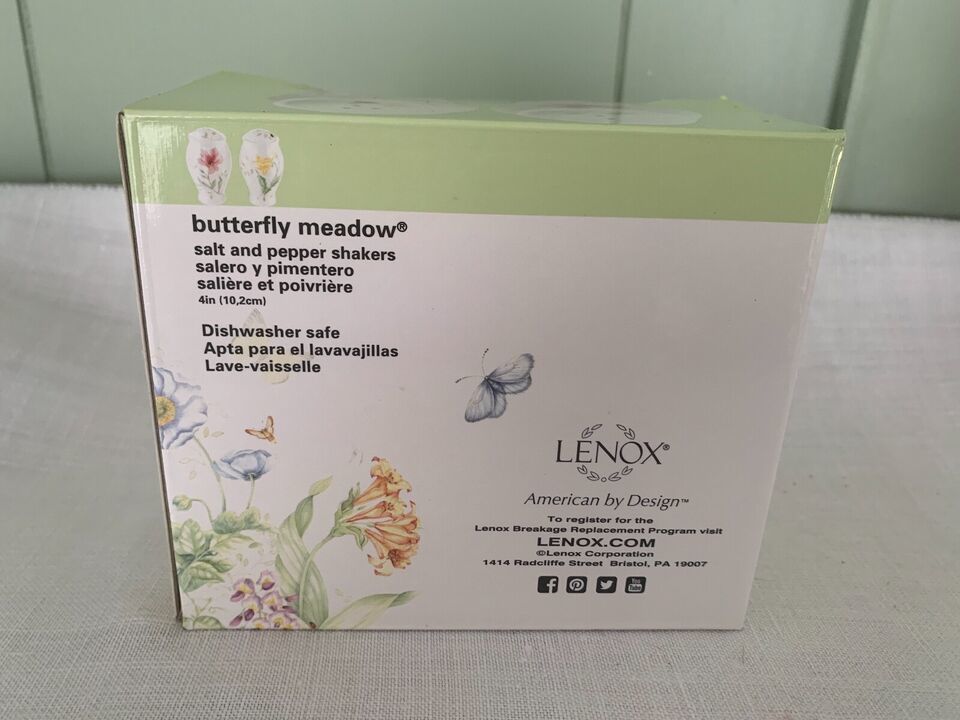 butterfly meadow®
salt and pepper shakers
salero y pimentero
salière et poivrière
4in (10,2cm)
Dishwasher safe
Apta para el lavavajillas
Lave-vaisselle
LENOX®
American by Design™
To register for the
Lenox Breakage Replacement Program visit
LENOX.COM
©Lenox Corporation
1414 Radcliffe Street Bristol, PA 19007
You
Tube